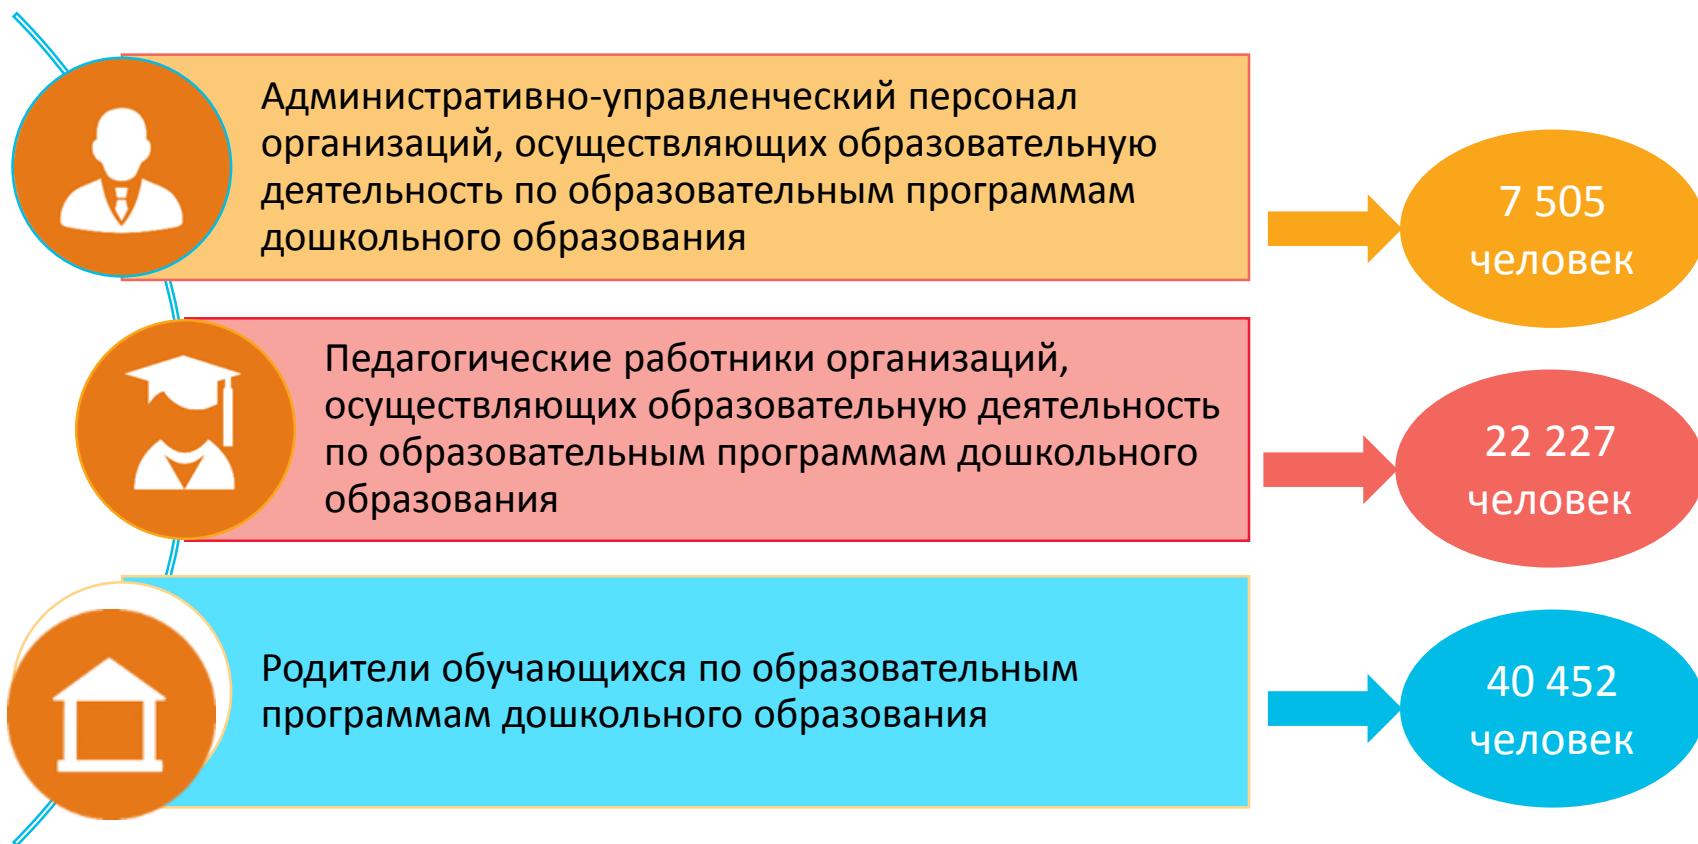 Административно-управленческий персонал
организаций, осуществляющих образовательную
деятельность по образовательным программам
дошкольного образования
7 505
человек
Педагогические работники организаций,
осуществляющих образовательную деятельность
по образовательным программам дошкольного
образования
22 227
человек
Родители обучающихся по образовательным
программам дошкольного образования
40 452
человек